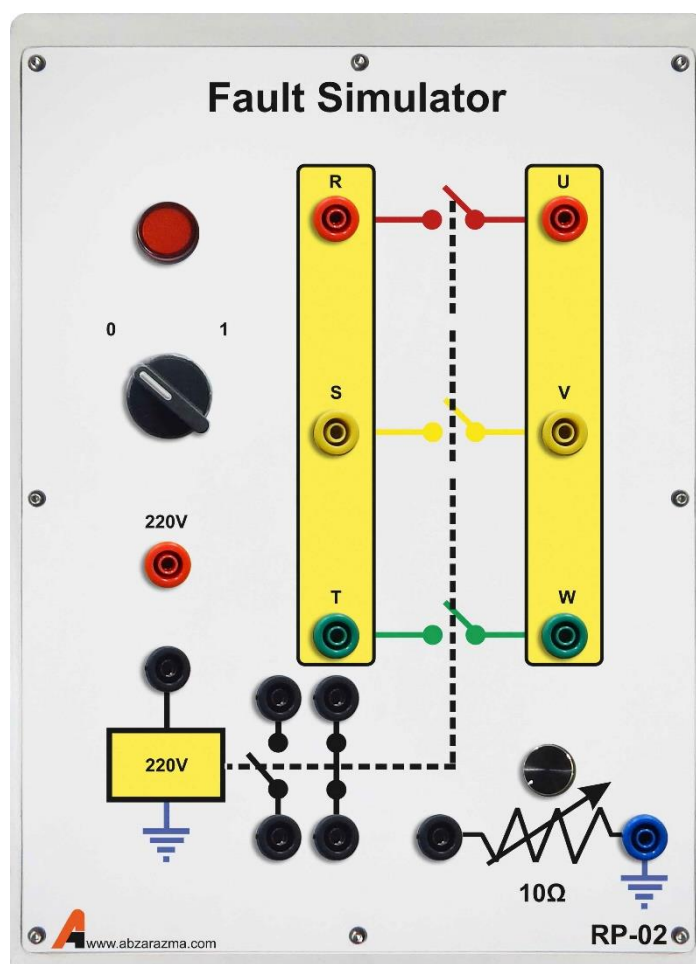 Fault Simulator
R
U
0 1
S
V
220V
T
W
220V
10Ω
RP-02
www.abzarazma.com